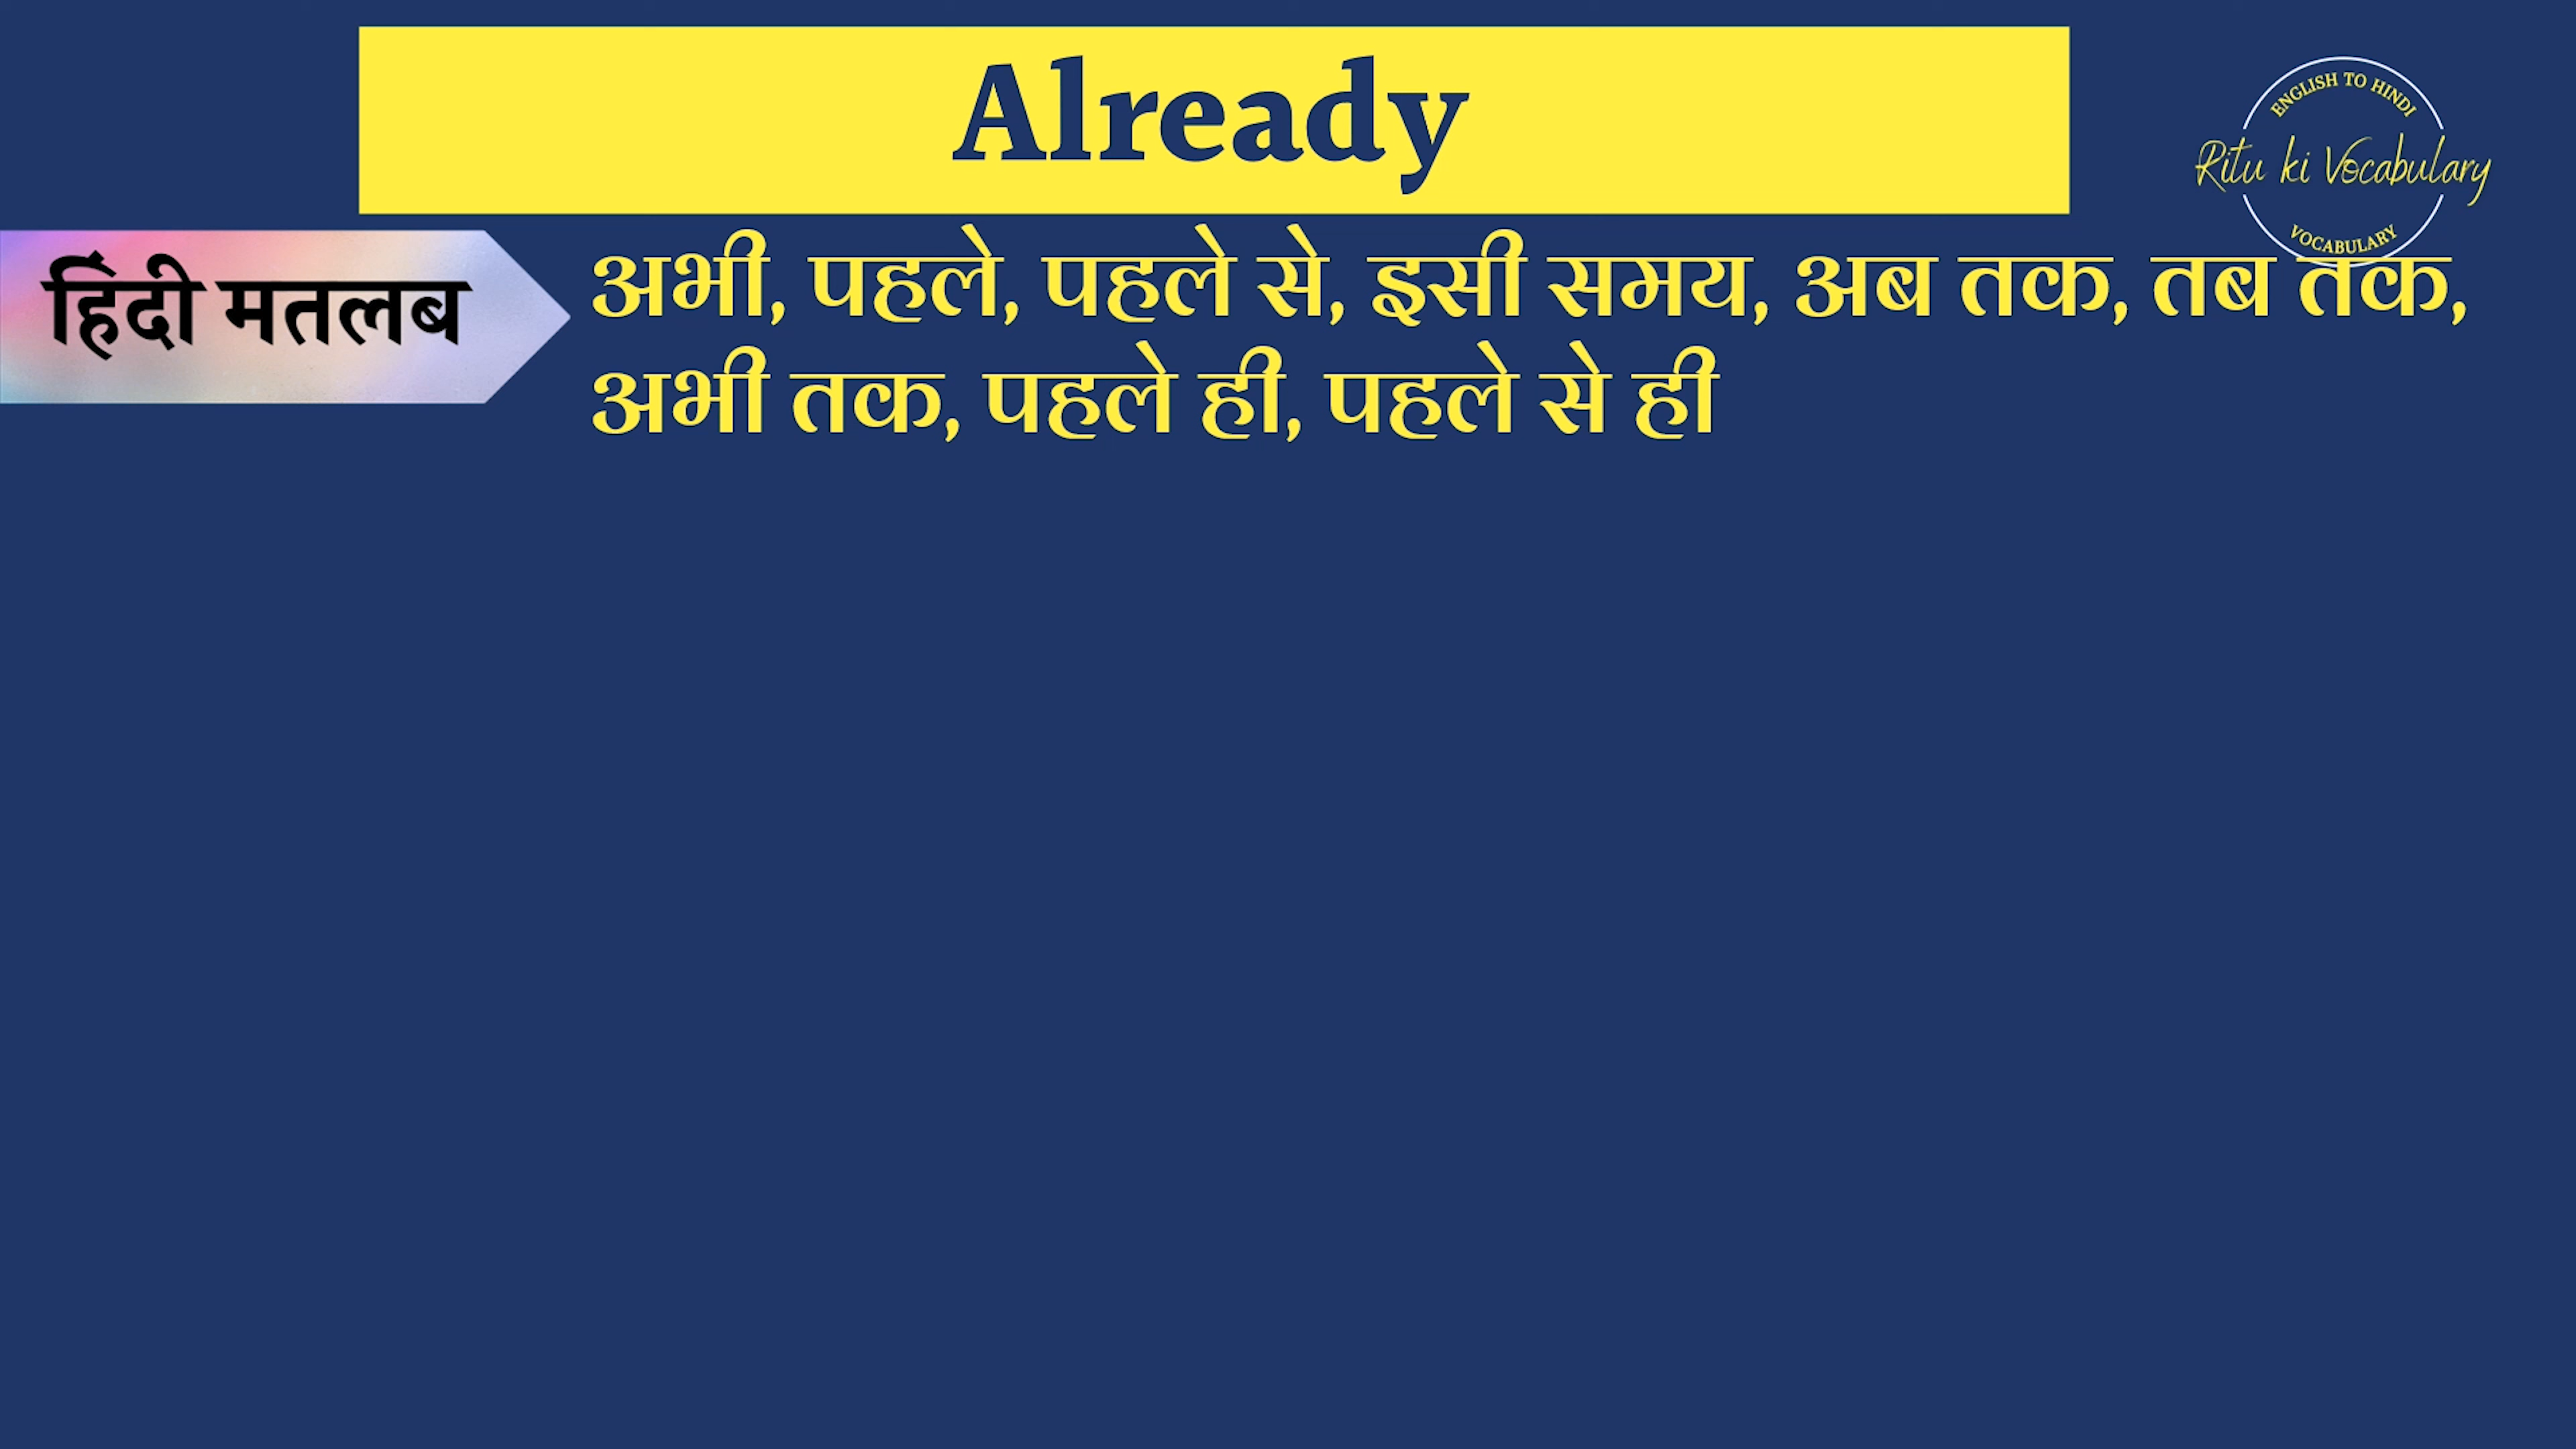 Already
ENGLISH TO HINDI
Ritu ki Vocabulary
VOCABULARY
हिंदी मतलब
अभी, पहले, पहले से, इसी समय, अब तक, तब तक,
अभी तक, पहले ही, पहले से ही